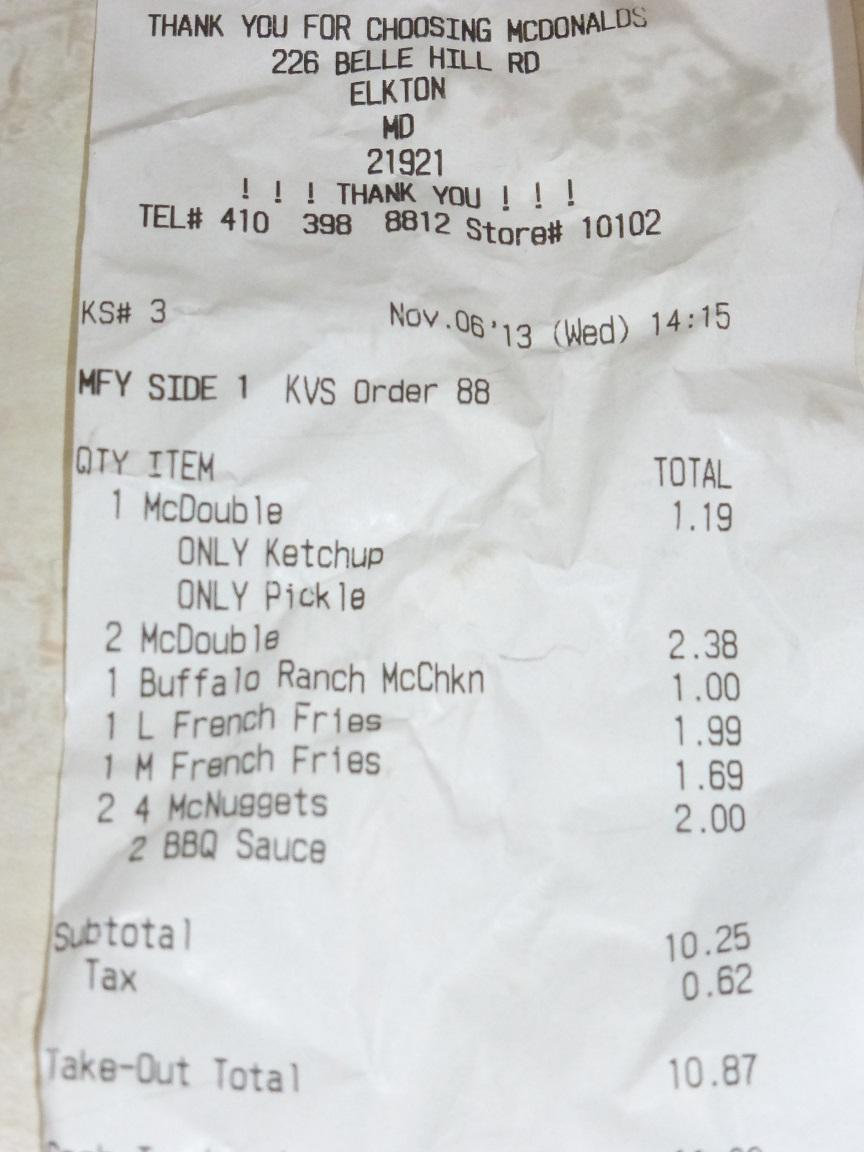 THANK YOU FOR CHOOSING MCDONALDS
226 BELLE HILL RD
ELKTON
MD
21921
! ! ! THANK YOU ! ! !
TEL# 410 398 8812 Store# 10102
KS# 3 Nov.06'13 (Wed) 14:15
MFY SIDE 1 KVS Order 88
QTY ITEM TOTAL
1 McDouble 1.19
ONLY Ketchup
ONLY Pickle
2 McDouble 2.38
1 Buffalo Ranch McChkn 1.00
1 L French Fries 1.99
1 M French Fries 1.69
2 4 McNuggets 2.00
2 BBQ Sauce
Subtotal 10.25
Tax 0.62
Take-Out Total 10.87